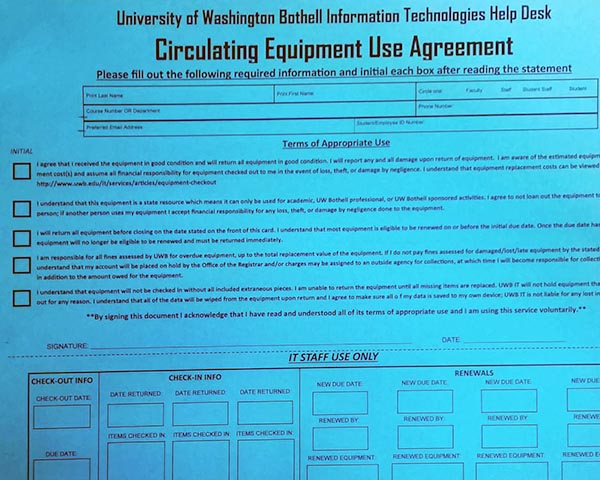 University of Washington Bothell Information Technologies Help Desk
Circulating Equipment Use Agreement
Please fill out the following required information and initial each box after reading the statement
Print Last Name Print First Name Circle one: Faculty Staff Student Staff Student
Course Number OR Department Phone Number:
Preferred Email Address Student/Employee ID Number:
Terms of Appropriate Use
INITIAL
I agree that I received the equipment in good condition and will return all equipment in good condition. I will report any and all damage upon return of equipment. I am aware of the estimated equip-
ment cost(s) and assume all financial responsibility for equipment checked out to me in the event of loss, theft, or damage by negligence. I understand that equipment replacement costs can be viewed
http://www.uwb.edu/it/services/articles/equipment-checkout
I understand that this equipment is a state resource which means it can only be used for academic, UW Bothell professional, or UW Bothell sponsored activities; I agree to not loan out the equipment to
person; if another person uses my equipment I accept financial responsibility for any loss, theft, or damage by negligence done to the equipment.
I will return all equipment before closing on the date stated on the front of this card. I understand that most equipment is eligible to be renewed on or before the initial due date. Once the due date has
equipment will no longer be eligible to be renewed and must be returned immediately.
I am responsible for all fines assessed by UWB for overdue equipment, up to the total replacement value of the equipment. If I do not pay fines assessed for damaged/lost/late equipment by the stated
understand that my account will be placed on hold by the Office of the Registrar and/or charges may be assigned to an outside agency for collections, at which time I will become responsible for collecti
in addition to the amount owed for the equipment.
I understand that equipment will not be checked in without all included extraneous pieces. I am unable to return the equipment until all missing items are replaced. UWB IT will not hold equipment tha
out for any reason. I understand that all of the data will be wiped from the equipment upon return and I agree to make sure all o f my data is saved to my own device; UWB IT is not liable for any lost in
**By signing this document I acknowledge that I have read and understood all of its terms of appropriate use and I am using this service voluntarily.**
SIGNATURE: DATE
IT STAFF USE ONLY
CHECK-OUT INFO CHECK-IN INFO RENEWALS
CHECK-OUT DATE: DATE RETURNED: DATE RETURNED: DATE RETURNED: NEW DUE DATE: NEW DUE DATE: NEW DUE DATE: NEW DUE
RENEWED BY: RENEWED BY: RENEWED BY: RENEWED
DUE DATE: ITEMS CHECKED IN ITEMS CHECKED IN ITEMS CHECKED IN
RENEWED EQUIPMENT: RENEWED EQUIPMENT: RENEWED EQUIPMENT: RENEWED